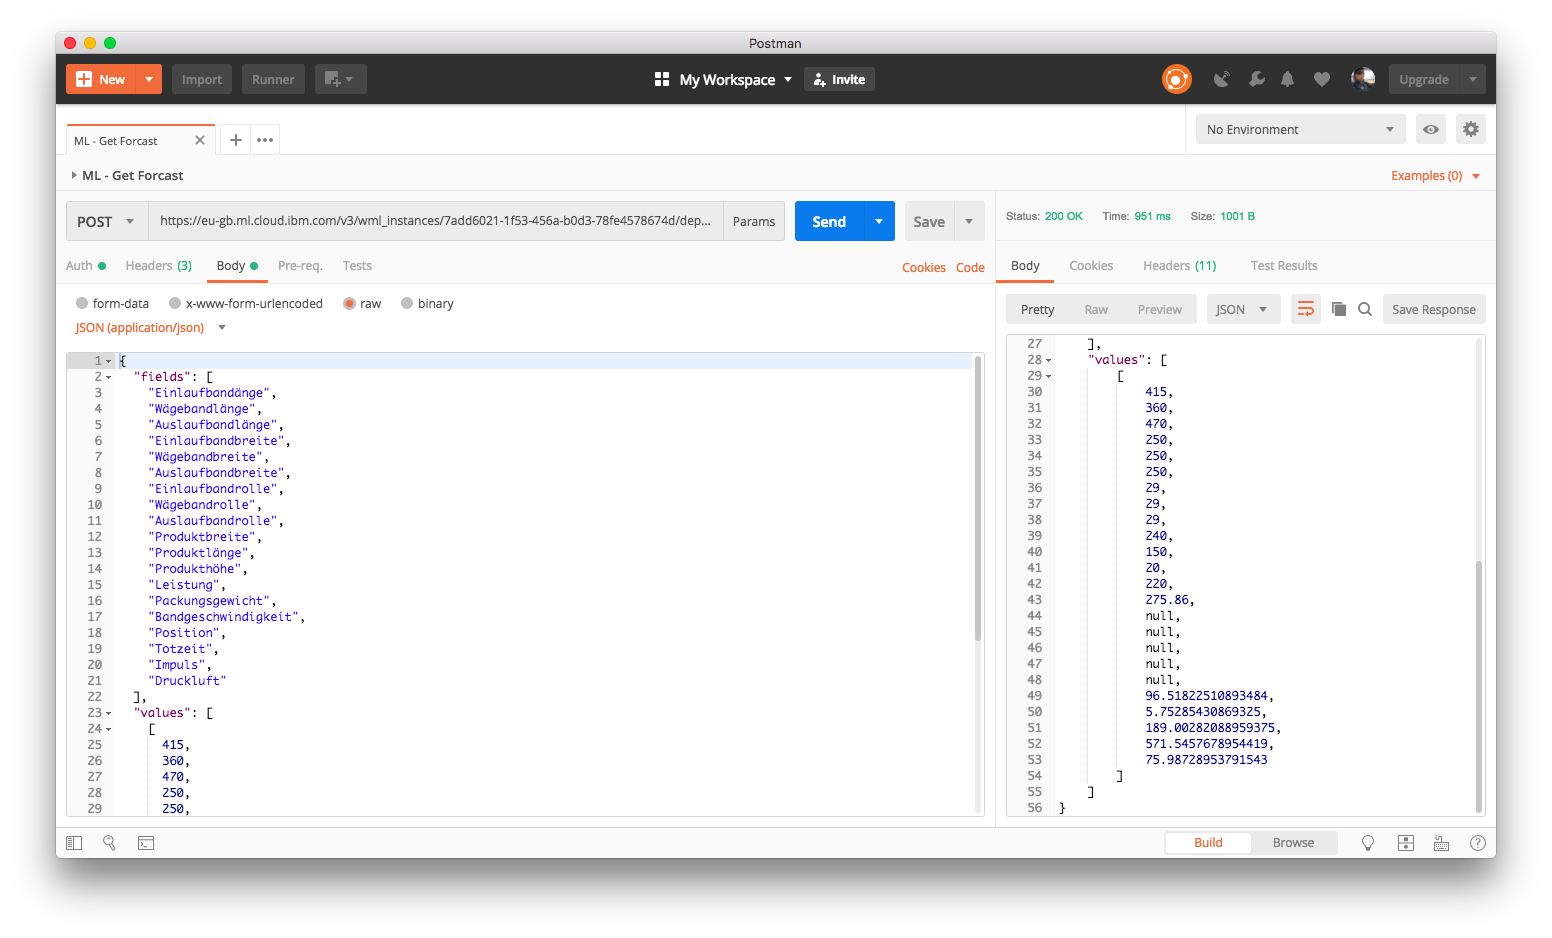 Postman
New
Import
Runner
My Workspace
Invite
Upgrade
ML - Get Forcast
No Environment
ML - Get Forcast
Examples (0)
POST
https://eu-gb.ml.cloud.ibm.com/v3/wml_instances/7add6021-1f53-456a-b0d3-78fe4578674d/dep...
Params
Send
Save
Status: 200 OK Time: 951 ms Size: 1001 B
Auth Headers (3) Body Pre-req. Tests
Cookies Code
Body Cookies Headers (11) Test Results
form-data x-www-form-urlencoded raw binary
JSON (application/json)
Pretty Raw Preview JSON Save Response
1 {
2 "fields": [
3 "Einlaufbandänge",
4 "Wägebandlänge",
5 "Auslaufbandlänge",
6 "Einlaufbandbreite",
7 "Wägebandbreite",
8 "Auslaufbandbreite",
9 "Einlaufbandrolle",
10 "Wägebandrolle",
11 "Auslaufbandrolle",
12 "Produktbreite",
13 "Produktlänge",
14 "Produkthöhe",
15 "Leistung",
16 "Packungsgewicht",
17 "Bandgeschwindigkeit",
18 "Position",
19 "Totzeit",
20 "Impuls",
21 "Druckluft"
22 ],
23 "values": [
24 [
25 415,
26 360,
27 470,
28 250,
29 250,
27 ],
28 "values": [
29 [
30 415,
31 360,
32 470,
33 250,
34 250,
35 250,
36 29,
37 29,
38 29,
39 240,
40 150,
41 20,
42 220,
43 275.86,
44 null,
45 null,
46 null,
47 null,
48 null,
49 96.51822510893484,
50 5.75285430869325,
51 189.00282088959375,
52 571.5457678954419,
53 75.98728953791543
54 ]
55 ]
56 }
Build Browse